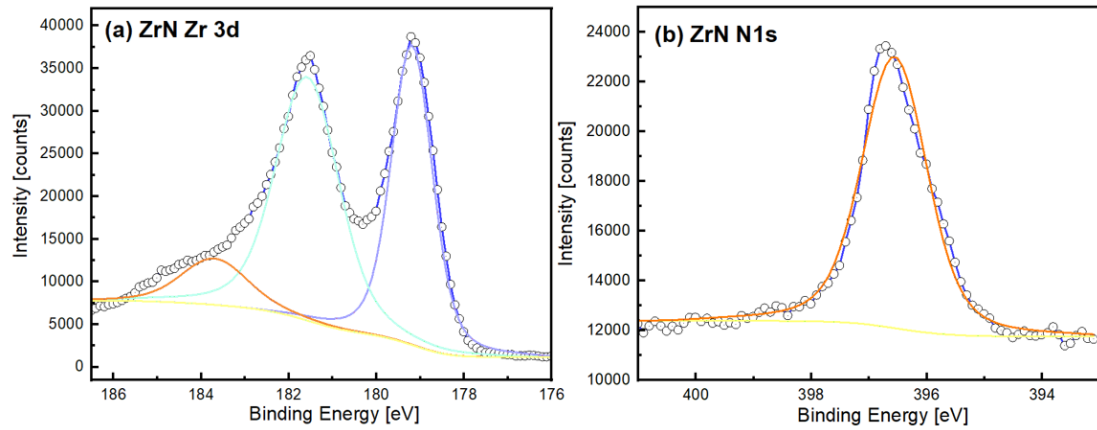 (a) ZrN Zr 3d
Intensity [counts]
40000
35000
30000
25000
20000
15000
10000
5000
0
186 184 182 180 178 176
Binding Energy [eV]
(b) ZrN N1s
Intensity [counts]
24000
22000
20000
18000
16000
14000
12000
10000
400 398 396 394
Binding Energy [eV]